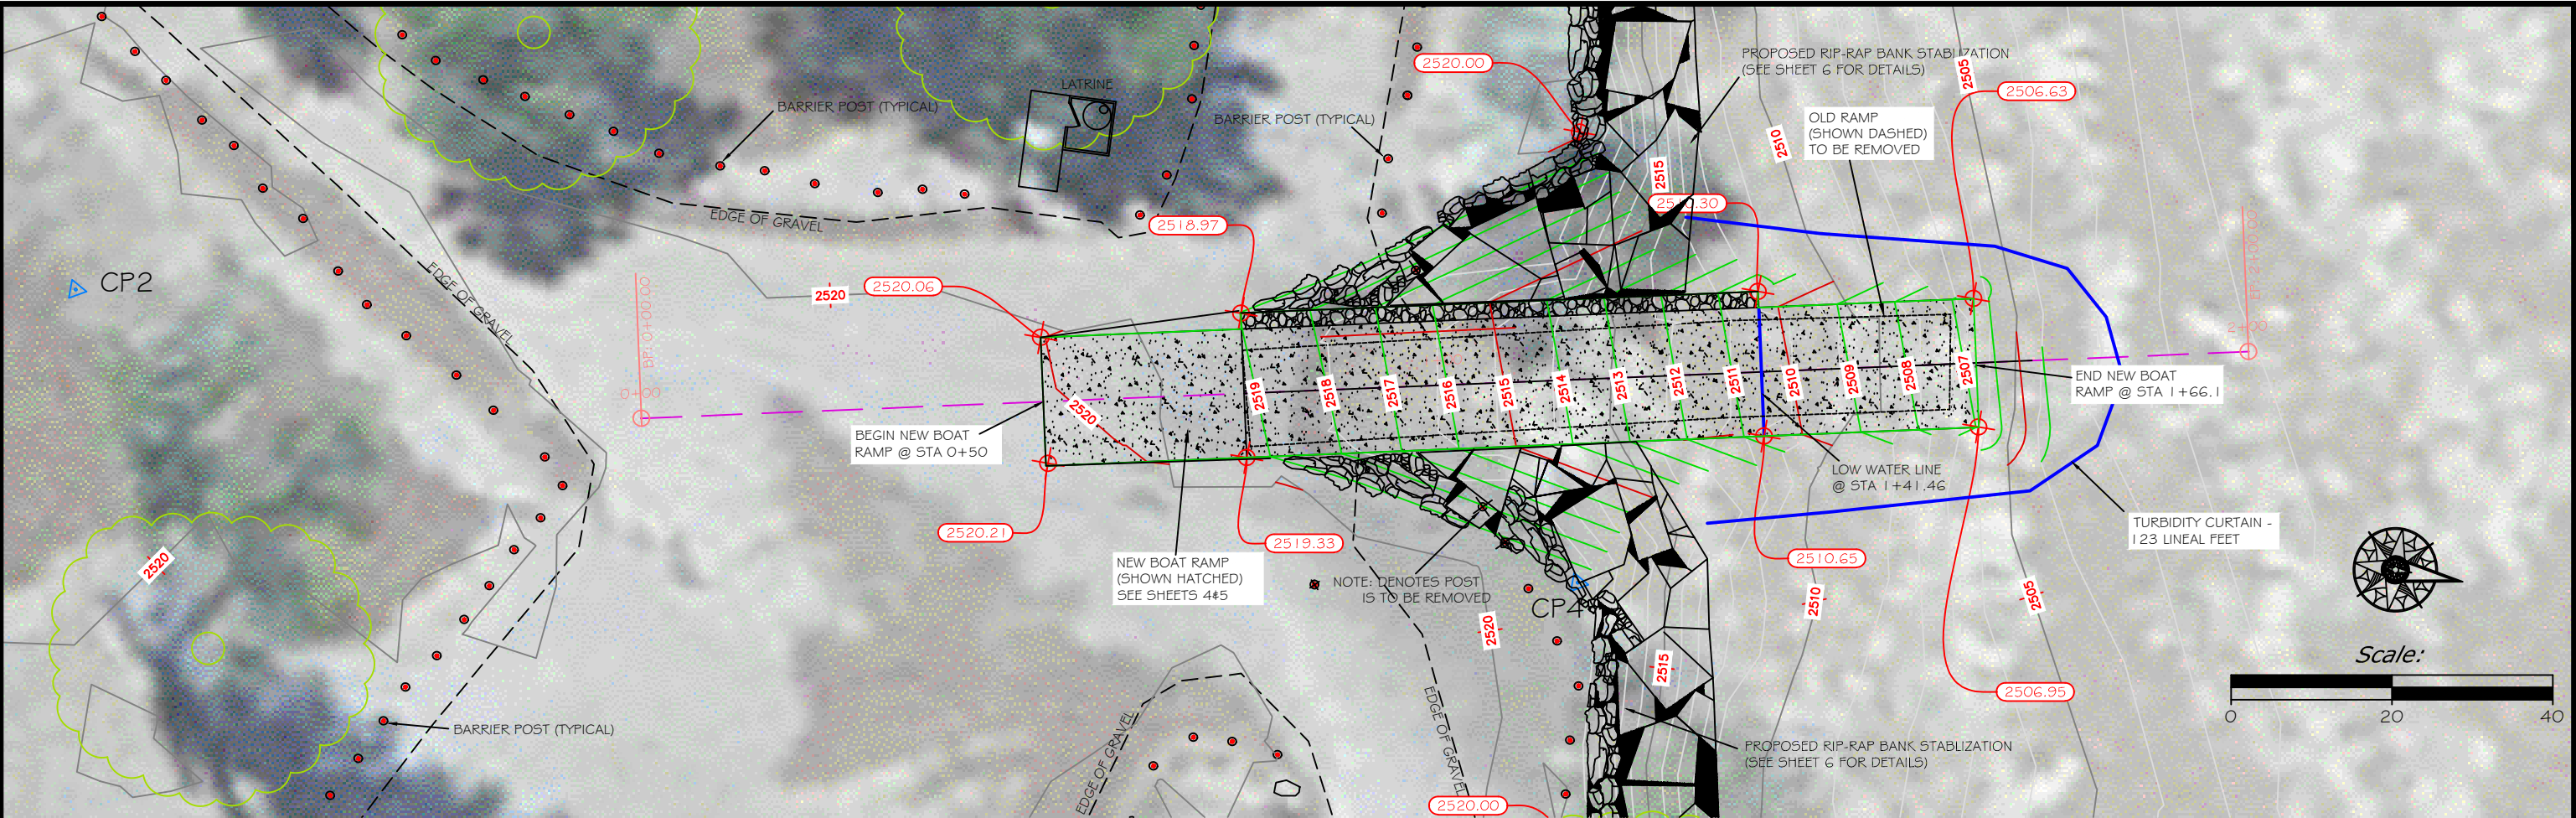 PROPOSED RIP-RAP BANK STABLIZATION
(SEE SHEET 6 FOR DETAILS)
2520.00
2505
2506.63
LATRINE
BARRIER POST (TYPICAL)
BARRIER POST (TYPICAL)
OLD RAMP
(SHOWN DASHED)
TO BE REMOVED
2510
2515
EDGE OF GRAVEL
2518.97
CP2
EDGE OF GRAVEL
2520
2520.06
BP: 0+00.00
0+00
2+00
2520
2519
2518
2517
2516
2515
2514
2513
2512
2511
2510
2509
2508
2507
END NEW BOAT
RAMP @ STA 1+66.1
BEGIN NEW BOAT
RAMP @ STA 0+50
LOW WATER LINE
@ STA 1+41.46
2520.21
2519.33
2510.65
TURBIDITY CURTAIN -
123 LINEAL FEET
NEW BOAT RAMP
(SHOWN HATCHED)
SEE SHEETS 4&5
NOTE: DENOTES POST
IS TO BE REMOVED
CP4
2520
2520
2510
2505
2515
Scale:
0 20 40
2506.95
EDGE OF GRAVEL
EDGE OF GRAVEL
BARRIER POST (TYPICAL)
PROPOSED RIP-RAP BANK STABLIZATION
(SEE SHEET 6 FOR DETAILS)
2520.00